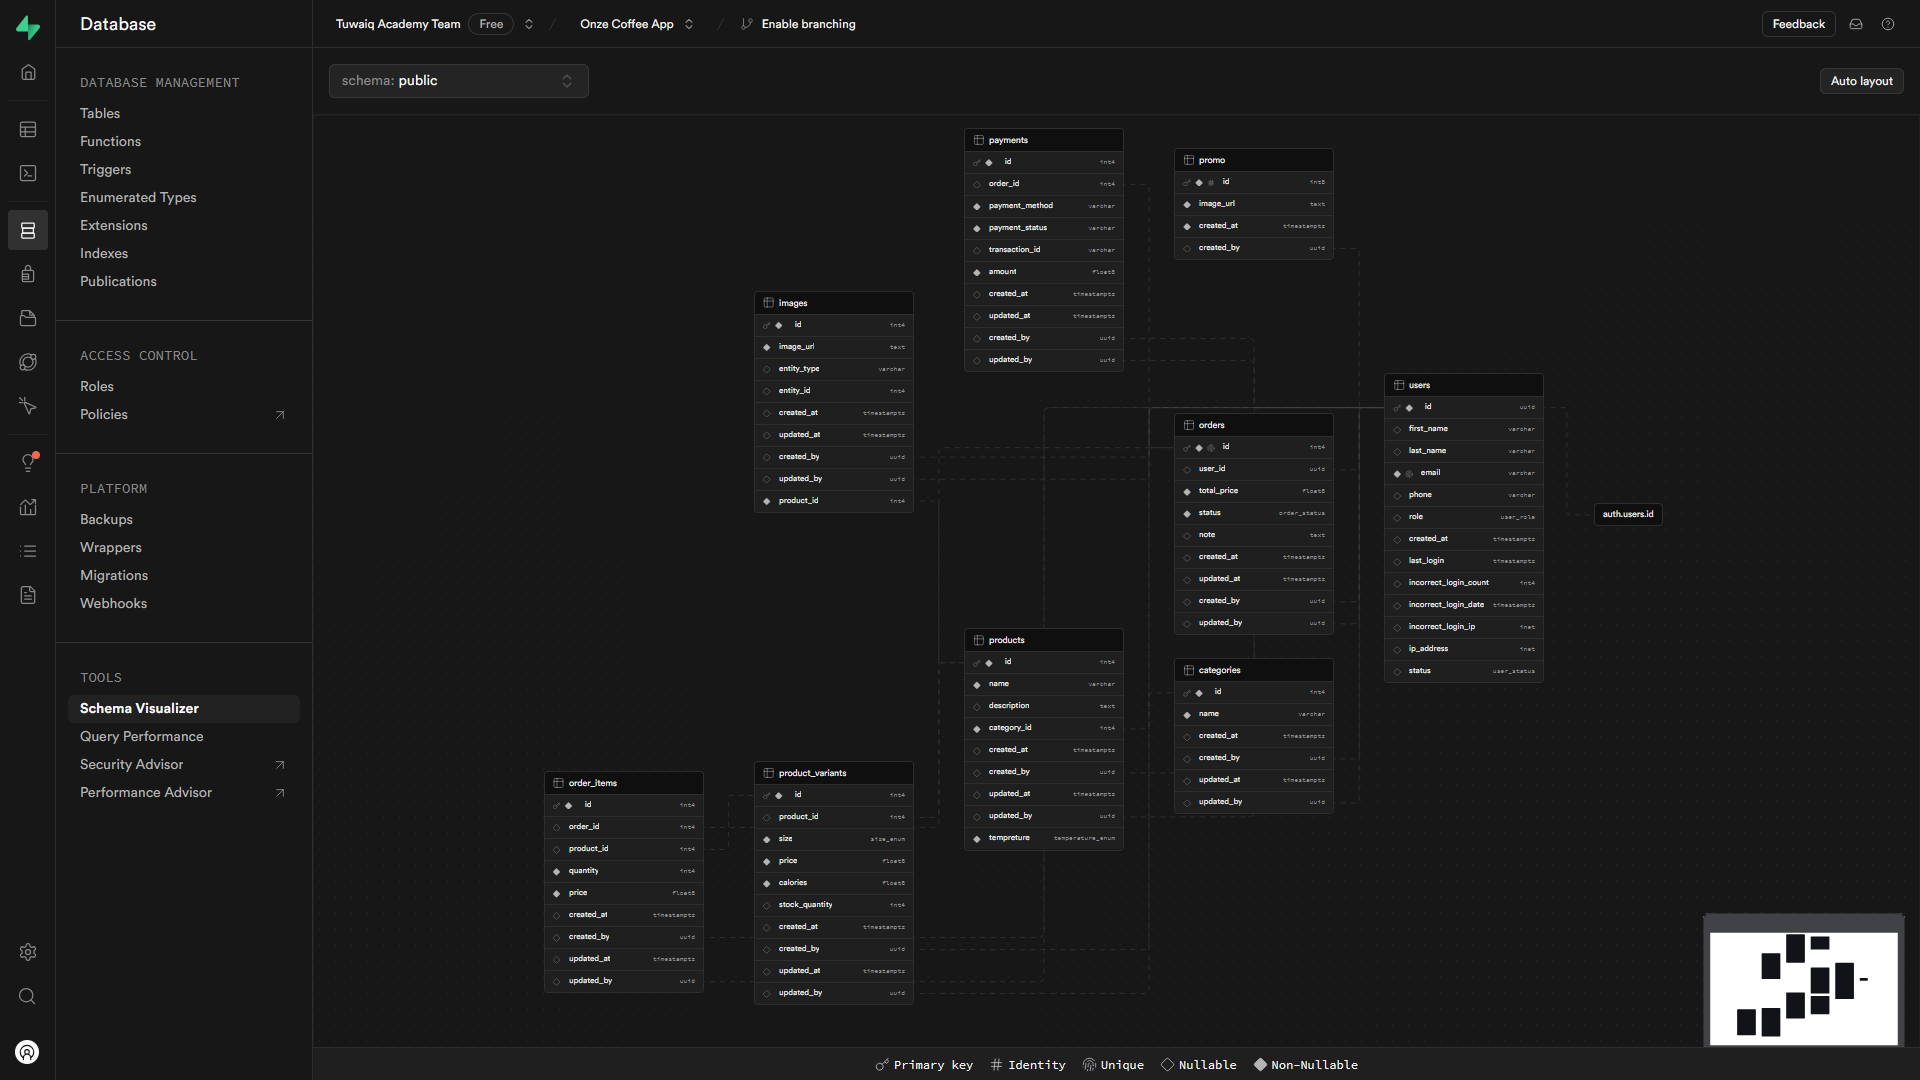 Database
Tuwaiq Academy Team Free / Onze Coffee App / Enable branching
Feedback
DATABASE MANAGEMENT
Tables
Functions
Triggers
Enumerated Types
Extensions
Indexes
Publications
ACCESS CONTROL
Roles
Policies
PLATFORM
Backups
Wrappers
Migrations
Webhooks
TOOLS
Schema Visualizer
Query Performance
Security Advisor
Performance Advisor
schema: public
Auto layout
payments
id int4
order_id int4
payment_method varchar
payment_status varchar
transaction_id varchar
amount float8
created_at timestamptz
updated_at timestamptz
created_by uuid
updated_by uuid
promo
id int8
image_url text
created_at timestamptz
created_by uuid
images
id int4
image_url text
entity_type varchar
entity_id int4
created_at timestamptz
updated_at timestamptz
created_by uuid
updated_by uuid
product_id int4
users
id uuid
first_name varchar
last_name varchar
email varchar
phone varchar
role user_role
created_at timestamptz
last_login timestamptz
incorrect_login_count int4
incorrect_login_date timestamptz
incorrect_login_ip inet
ip_address inet
status user_status
auth.users.id
orders
id int4
user_id uuid
total_price float8
status order_status
note text
created_at timestamptz
updated_at timestamptz
created_by uuid
updated_by uuid
products
id int4
name varchar
description text
category_id int4
created_at timestamptz
created_by uuid
updated_at timestamptz
updated_by uuid
tempreture temperature_enum
categories
id int4
name varchar
created_at timestamptz
created_by uuid
updated_at timestamptz
updated_by uuid
order_items
id int4
order_id int4
product_id int4
quantity int4
price float8
created_at timestamptz
created_by uuid
updated_at timestamptz
updated_by uuid
product_variants
id int4
product_id int4
size size_enum
price float8
calories float8
stock_quantity int4
created_at timestamptz
created_by uuid
updated_at timestamptz
updated_by uuid
Primary key # Identity Unique Nullable Non-Nullable